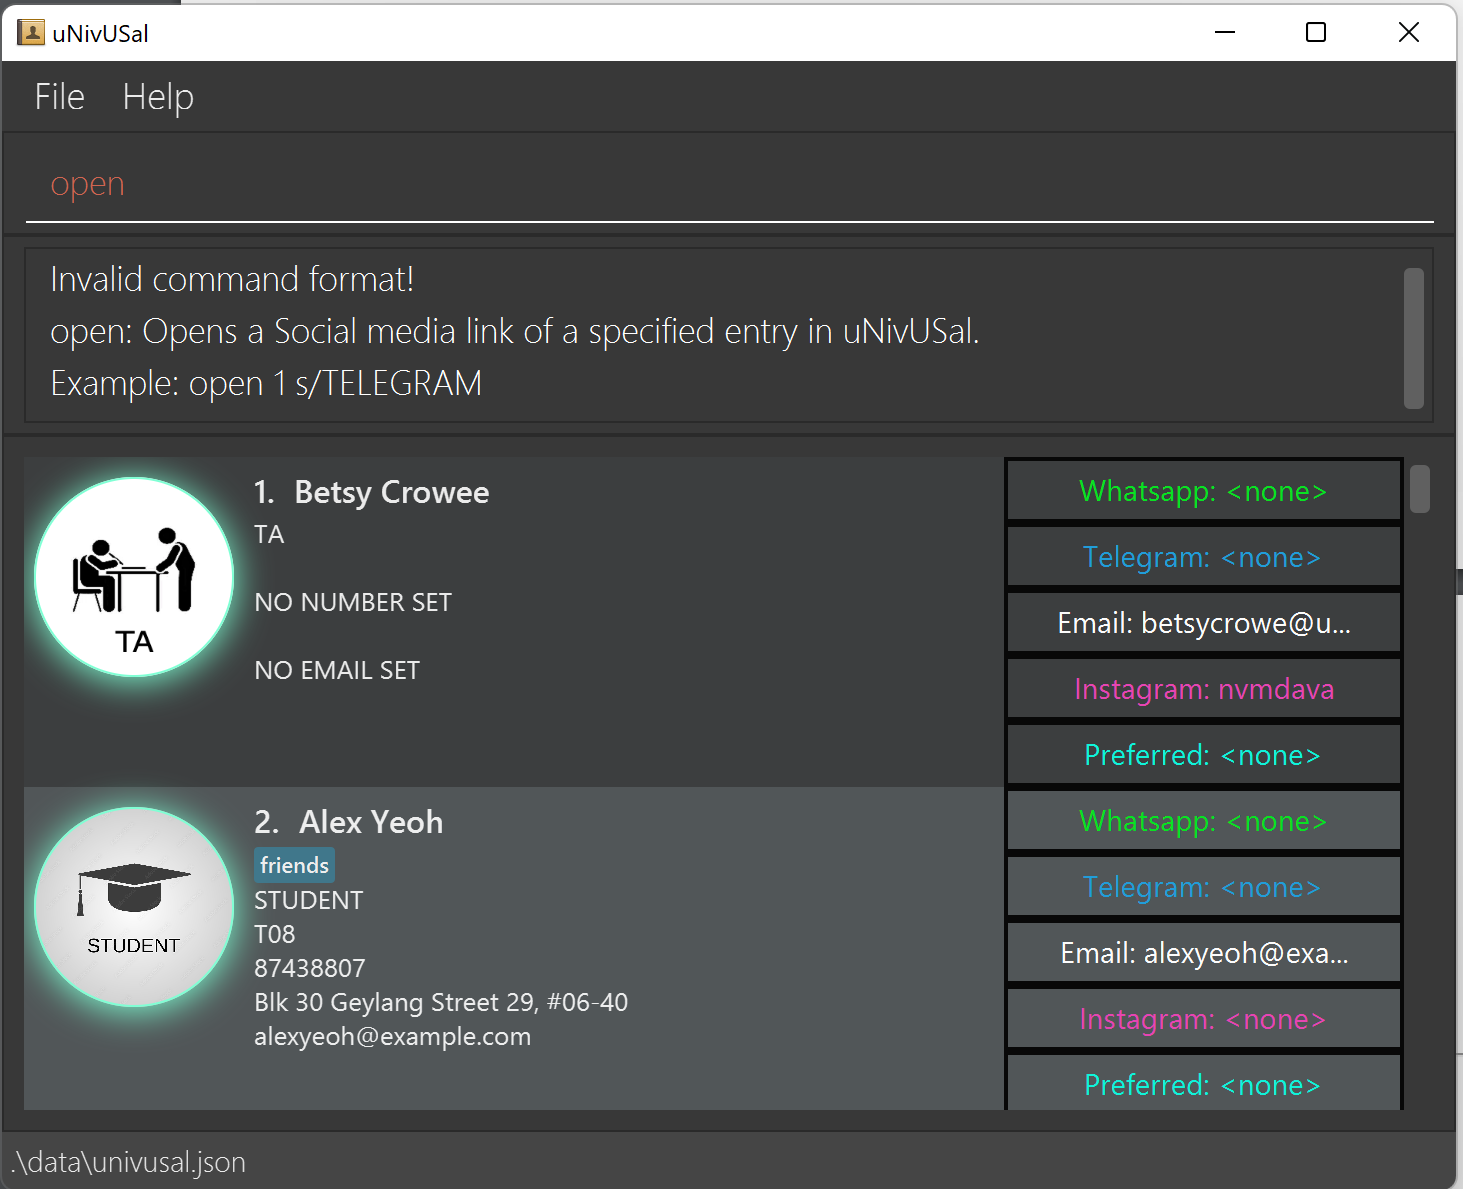 uNivUSal
File Help
open
Invalid command format!
open: Opens a Social media link of a specified entry in uNivUSal.
Example: open 1 s/TELEGRAM
TA
1. Betsy Crowee
TA
NO NUMBER SET
NO EMAIL SET
Whatsapp: <none>
Telegram: <none>
Email: betsycrowe@u...
Instagram: nvmdava
Preferred: <none>
STUDENT
2. Alex Yeoh
friends
STUDENT
T08
87438807
Blk 30 Geylang Street 29, #06-40
alexyeoh@example.com
Whatsapp: <none>
Telegram: <none>
Email: alexyeoh@exa...
Instagram: <none>
Preferred: <none>
.\data\univusal.json